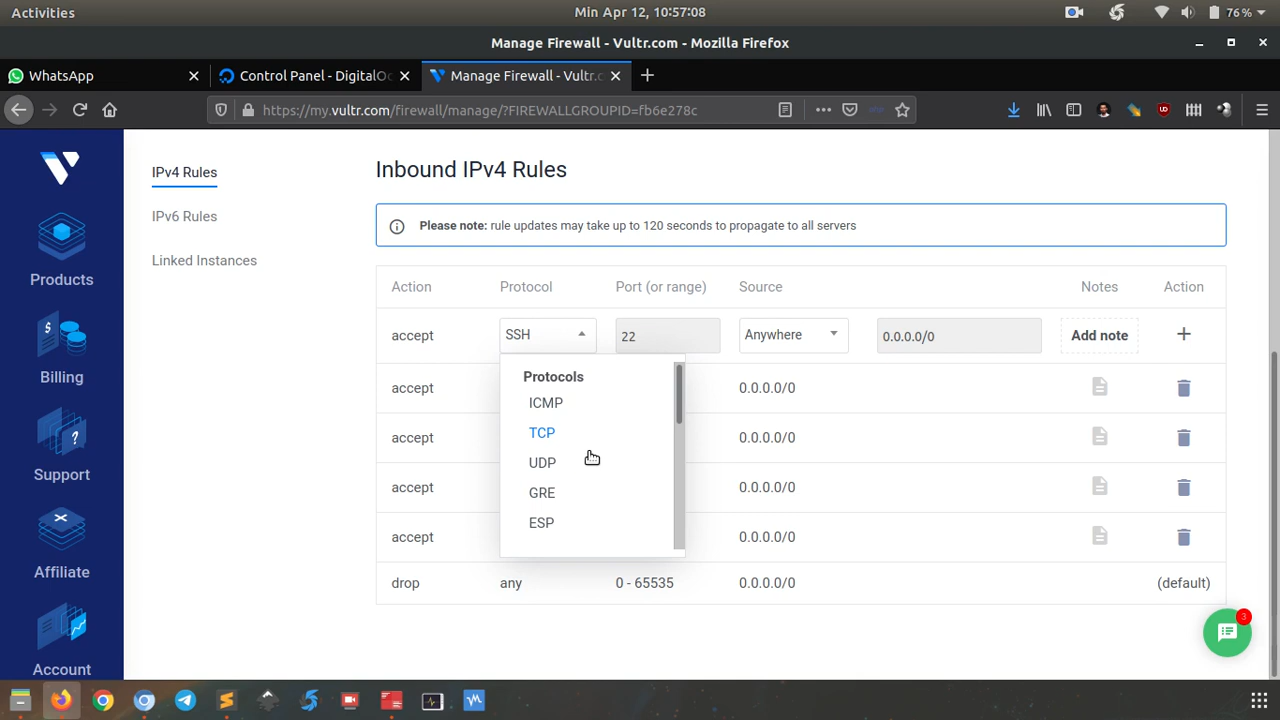 Activities
Min Apr 12, 10:57:08
76%
Manage Firewall - Vultr.com - Mozilla Firefox
WhatsApp
Control Panel - DigitalOc
Manage Firewall - Vultr.c
https://my.vultr.com/firewall/manage/?FIREWALLGROUPID=fb6e278c
Products
Billing
Support
Affiliate
Account
IPv4 Rules
IPv6 Rules
Linked Instances
Inbound IPv4 Rules
Please note: rule updates may take up to 120 seconds to propagate to all servers
Action Protocol Port (or range) Source Notes Action
accept SSH 22 Anywhere 0.0.0.0/0 Add note +
Protocols
ICMP
TCP
UDP
GRE
ESP
accept 0.0.0.0/0
accept 0.0.0.0/0
accept 0.0.0.0/0
accept 0.0.0.0/0
drop any 0 - 65535 0.0.0.0/0 (default)
3